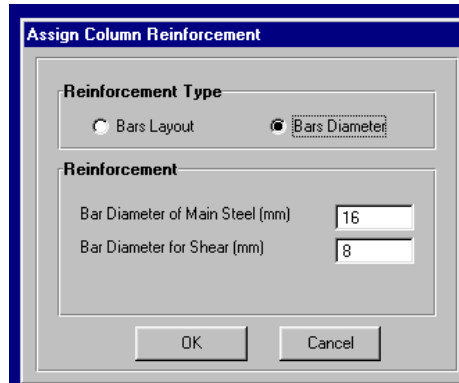 Assign Column Reinforcement
Reinforcement Type
Bars Layout Bars Diameter
Reinforcement
Bar Diameter of Main Steel (mm) 16
Bar Diameter for Shear (mm) 8
OK Cancel